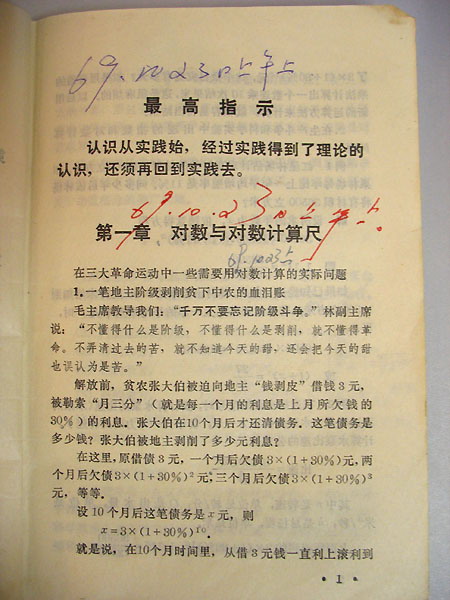 69.10.23日上午上
最高指示
认识从实践始，经过实践得到了理论的
认识，还须再回到实践去。
69.10.23日上午上
第一章 对数与对数计算尺
69.10.23上
在三大革命运动中一些需要用对数计算的实际问题
1.一笔地主阶级剥削贫下中农的血泪账
毛主席教导我们：“千万不要忘记阶级斗争。”林副主席
说：“不懂得什么是阶级，不懂得什么是剥削，就不懂得革
命。不弄清过去的苦，就不知道今天的甜，还会把今天的甜
也误认为是苦。”
解放前，贫农张大伯被迫向地主“钱剥皮”借钱3元，
被勒索“月三分”（就是每一个月的利息是上月所欠钱的
30%）的利息，张大伯在10个月后才还清债务。这笔债务是
多少钱？张大伯被地主剥削了多少元利息？
在这里，原借债3元，一个月后欠债3×(1+30%)元，两
个月后欠债3×(1+30%)²元，三个月后欠债3×(1+30%)³
元，等等。
设10个月后这笔债务是x元，则
x=3×(1+30%)¹⁰.
就是说，在10个月时间里，从借3元钱一直利上滚利到
·1·